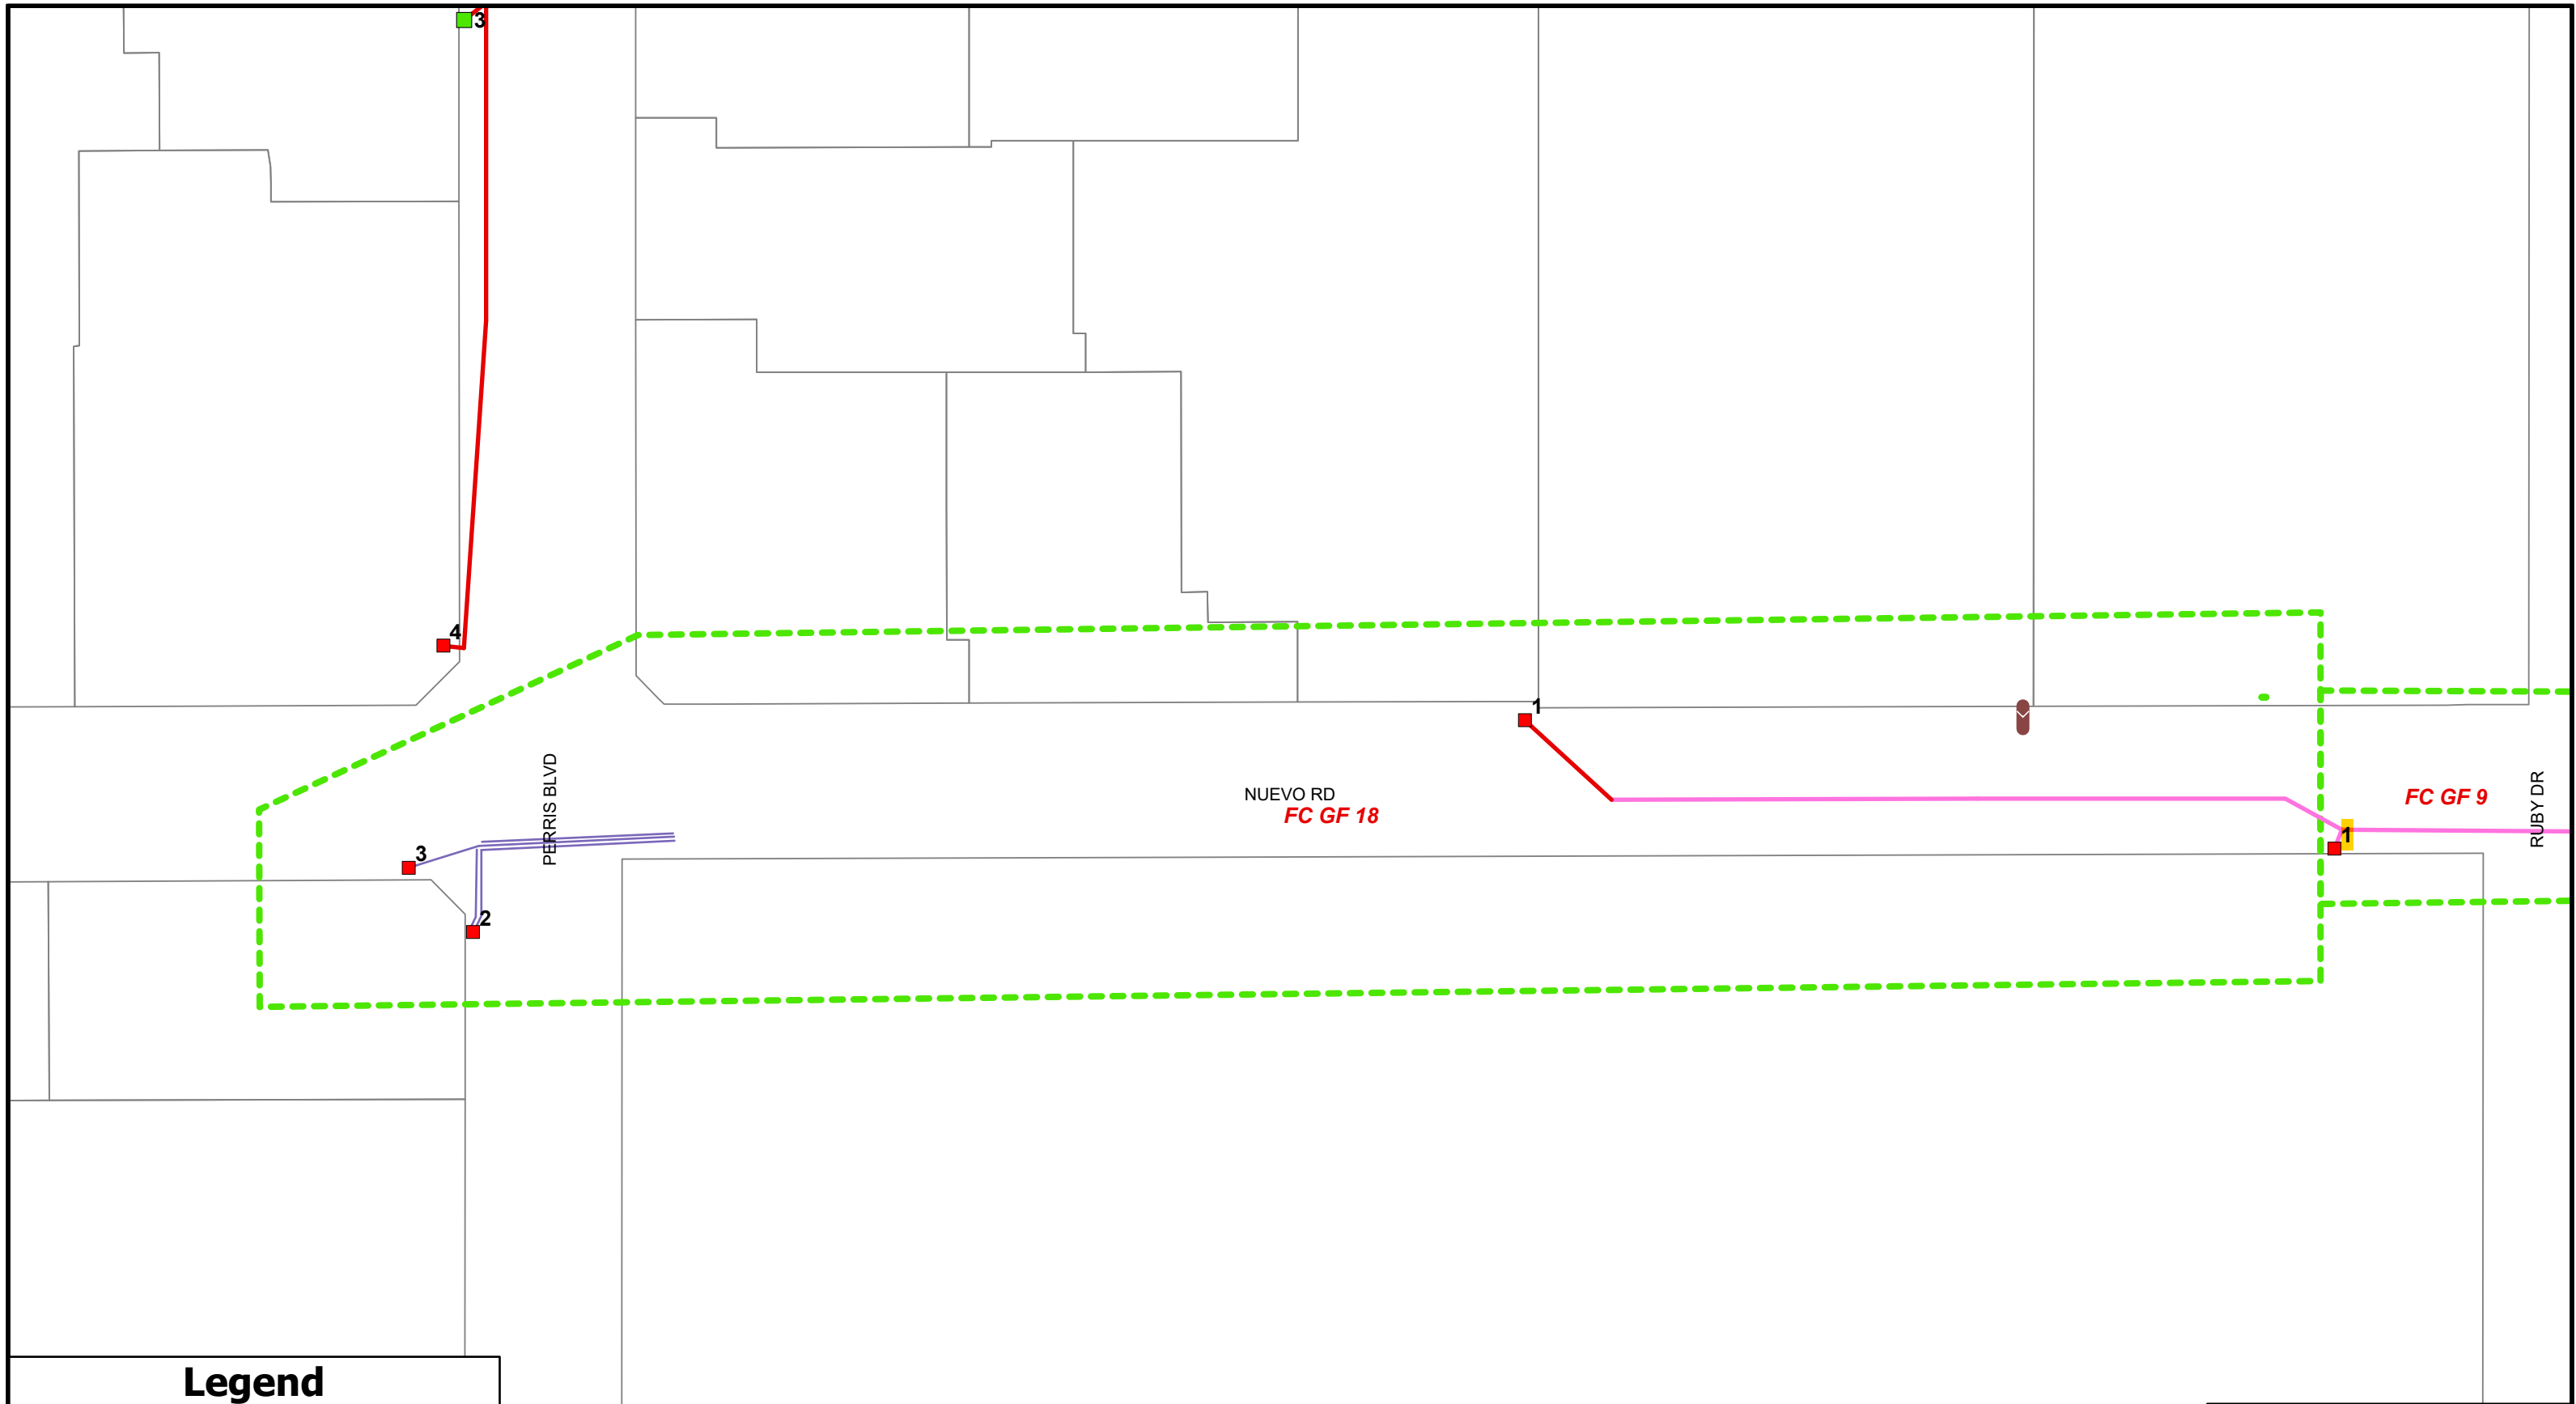 3
4
1
PERRIS BLVD
NUEVO RD
FC GF 18
FC GF 9
RUBY DR
1
3
2
Legend